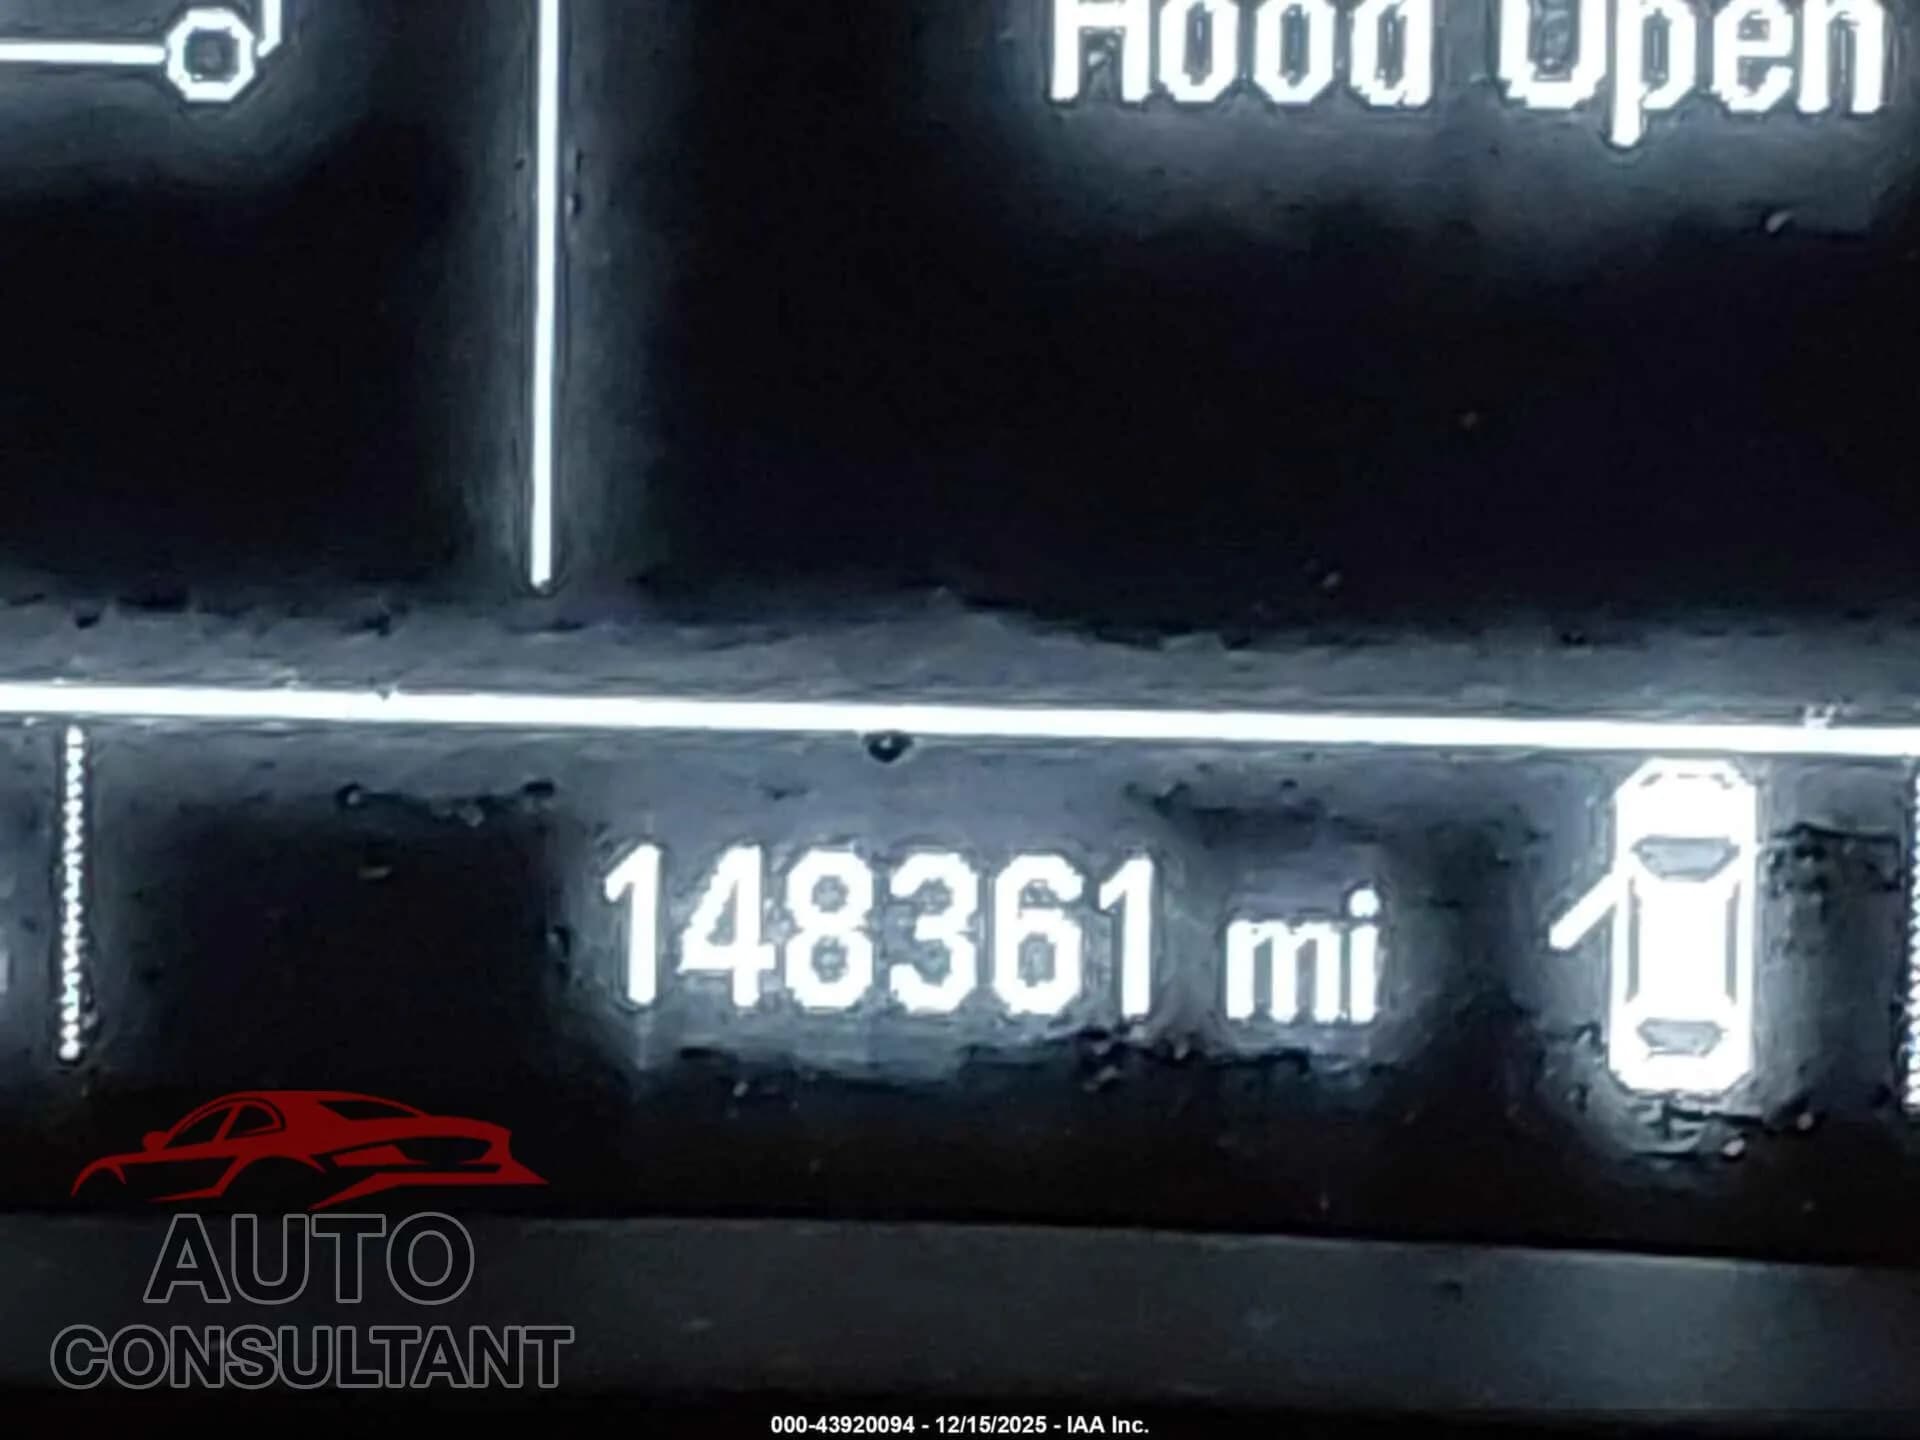 Hood Open
148361 mi
AUTO
CONSULTANT
000-43920094 - 12/15/2025 - IAA Inc.